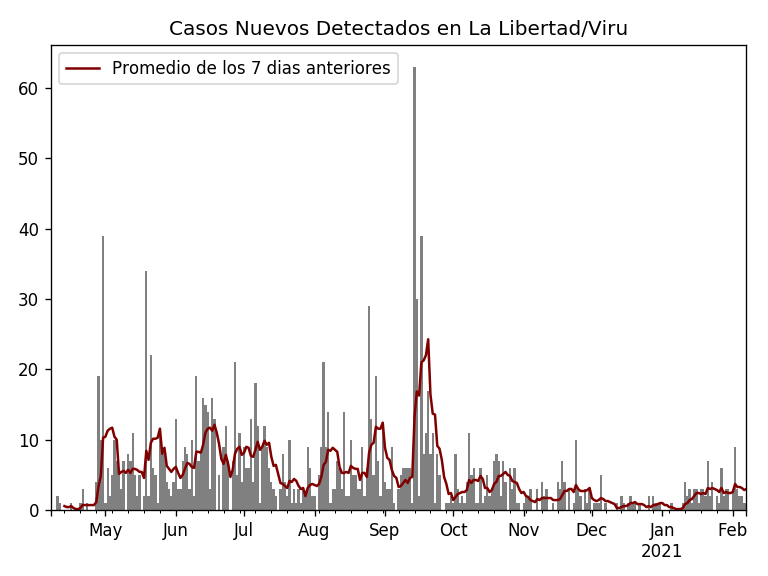 Casos Nuevos Detectados en La Libertad/Viru
Promedio de los 7 dias anteriores
60
50
40
30
20
10
0
May Jun Jul Aug Sep Oct Nov Dec Jan Feb
2021